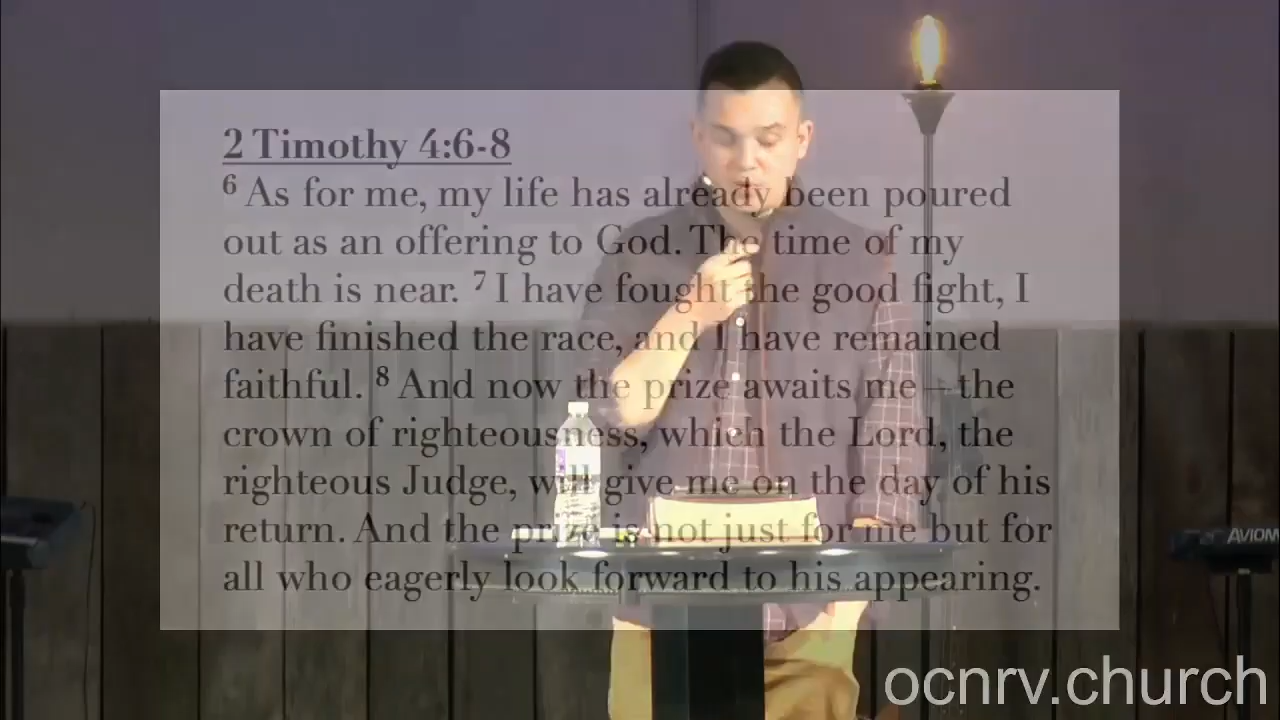 2 Timothy 4:6-8
⁶ As for me, my life has already been poured
out as an offering to God. The time of my
death is near. ⁷ I have fought the good fight, I
have finished the race, and I have remained
faithful. ⁸ And now the prize awaits me—the
crown of righteousness, which the Lord, the
righteous Judge, will give me on the day of his
return. And the prize is not just for me but for
all who eagerly look forward to his appearing.
AVIOM
ocnrv.church